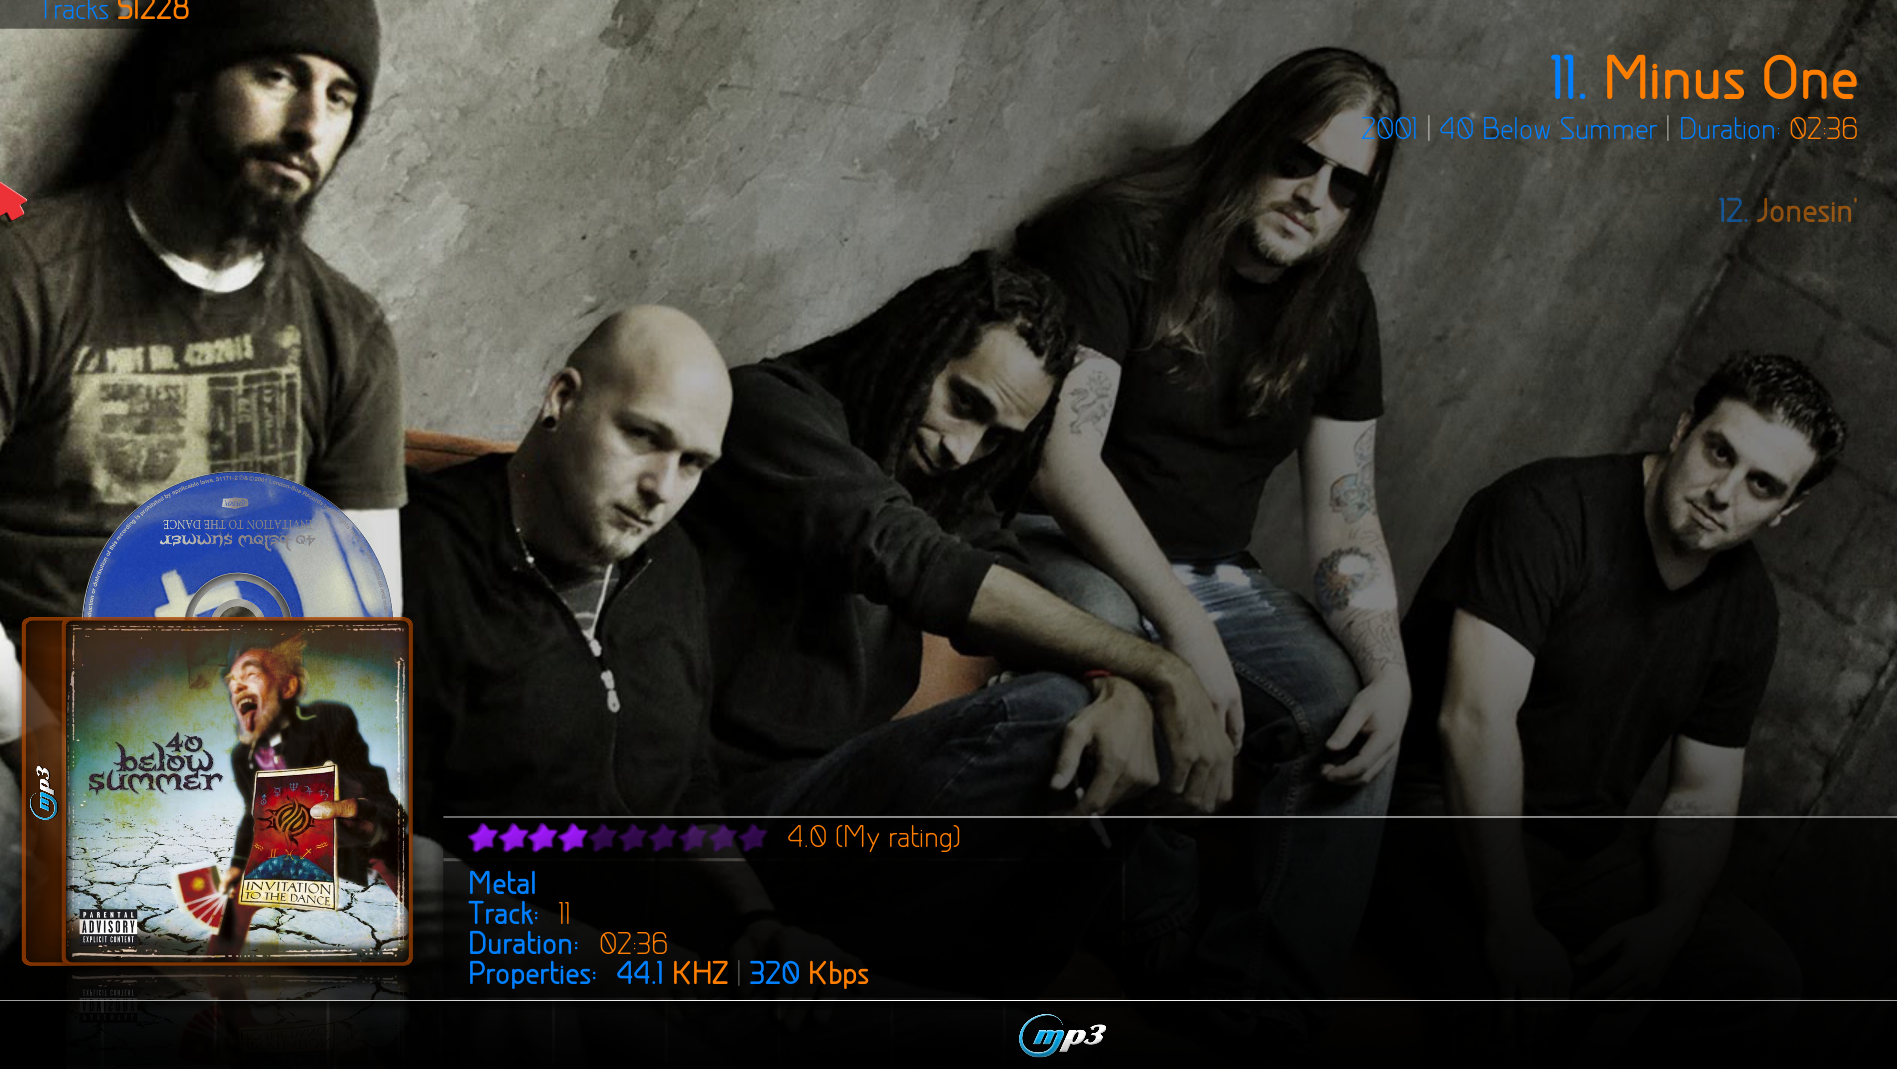 Tracks 51228
11. Minus One
2001 | 40 Below Summer | Duration: 02:36
12. Jonesin'
INVITATION TO THE DANCE
40 below summer
mp3
40
below
summer
INVITATION
TO THE DANCE
PARENTAL
ADVISORY
EXPLICIT CONTENT
4.0 (My rating)
Metal
Track: 11
Duration: 02:36
Properties: 44.1 KHZ | 320 Kbps
mp3